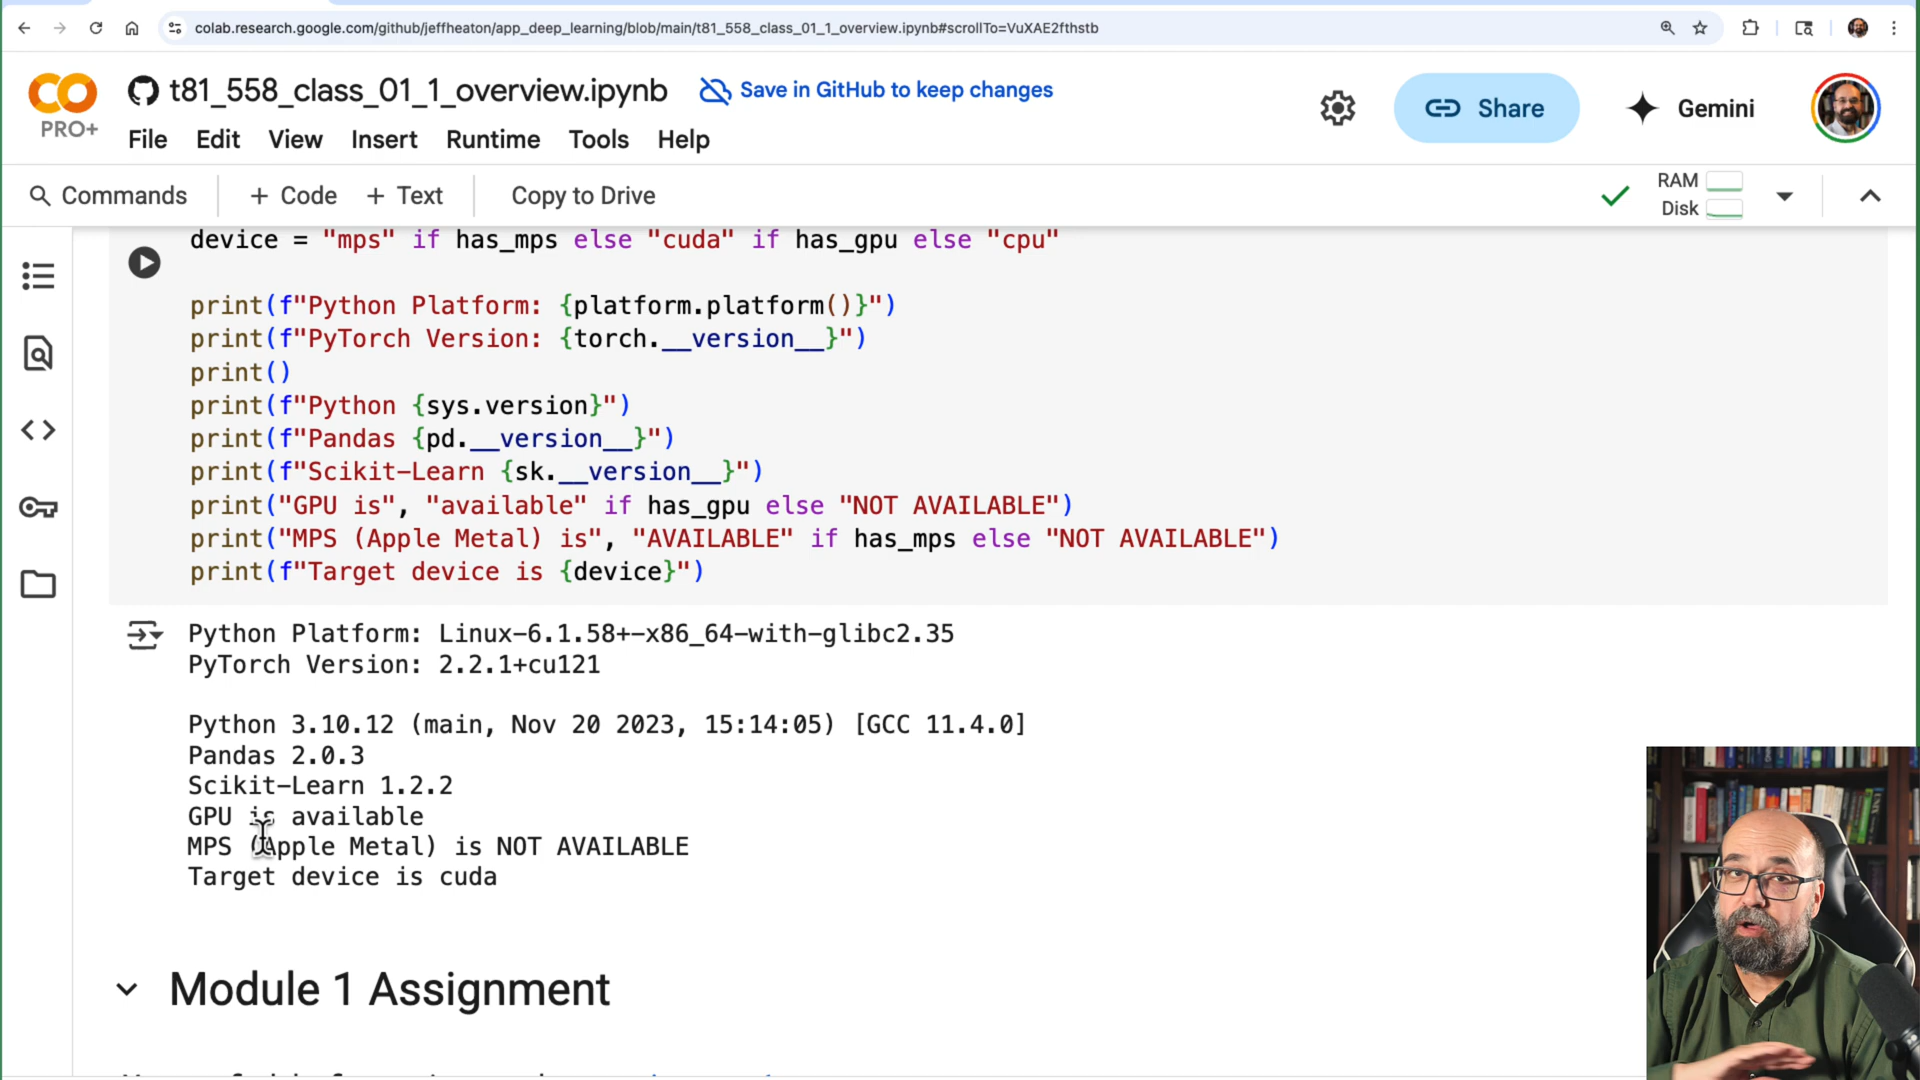 colab.research.google.com/github/jeffheaton/app_deep_learning/blob/main/t81_558_class_01_1_overview.ipynb#scrollTo=VuXAE2fthstb
PRO+
t81_558_class_01_1_overview.ipynb
Save in GitHub to keep changes
File Edit View Insert Runtime Tools Help
Share
Gemini
Commands
+ Code + Text
Copy to Drive
RAM
Disk
device = "mps" if has_mps else "cuda" if has_gpu else "cpu"
print(f"Python Platform: {platform.platform()}")
print(f"PyTorch Version: {torch.__version__}")
print()
print(f"Python {sys.version}")
print(f"Pandas {pd.__version__}")
print(f"Scikit-Learn {sk.__version__}")
print("GPU is", "available" if has_gpu else "NOT AVAILABLE")
print("MPS (Apple Metal) is", "AVAILABLE" if has_mps else "NOT AVAILABLE")
print(f"Target device is {device}")
Python Platform: Linux-6.1.58+-x86_64-with-glibc2.35
PyTorch Version: 2.2.1+cu121
Python 3.10.12 (main, Nov 20 2023, 15:14:05) [GCC 11.4.0]
Pandas 2.0.3
Scikit-Learn 1.2.2
GPU is available
MPS (Apple Metal) is NOT AVAILABLE
Target device is cuda
Module 1 Assignment